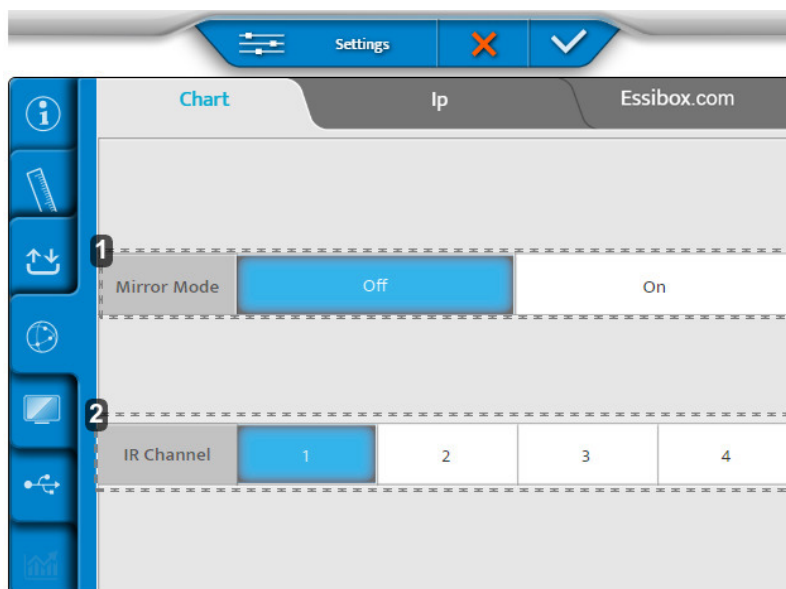 Settings
Chart Ip Essibox.com
1
Mirror Mode Off On
2
IR Channel 1 2 3 4